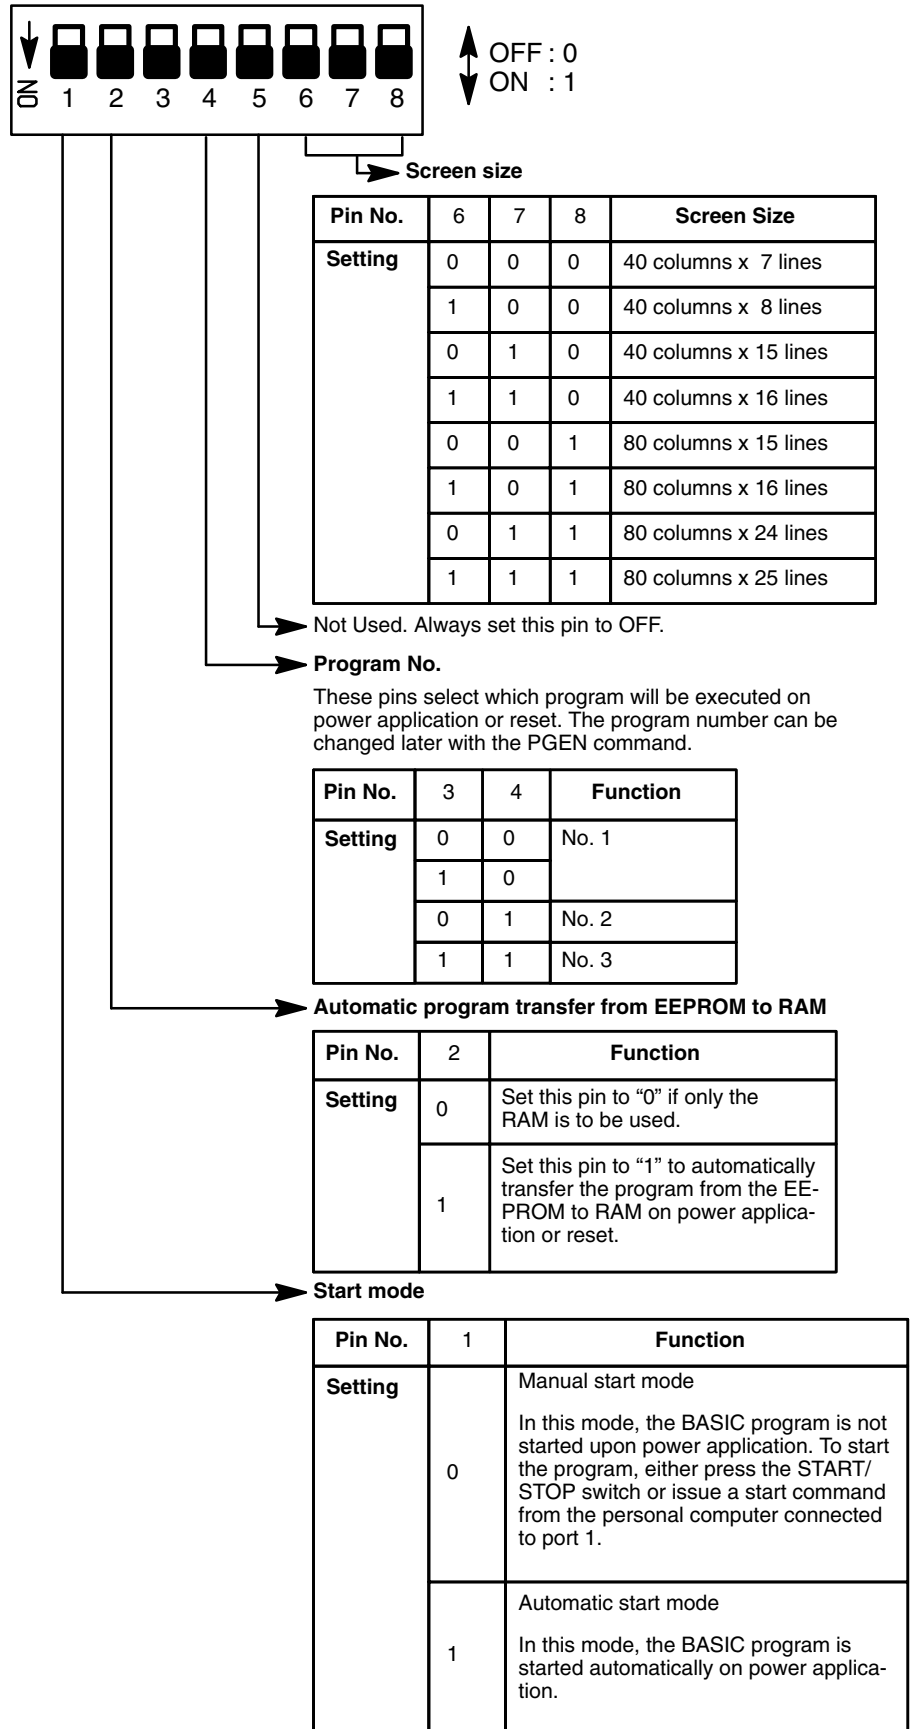 ON 1 2 3 4 5 6 7 8
OFF : 0
ON : 1
Screen size
Pin No. 6 7 8 Screen Size
Setting 0 0 0 40 columns x 7 lines
1 0 0 40 columns x 8 lines
0 1 0 40 columns x 15 lines
1 1 0 40 columns x 16 lines
0 0 1 80 columns x 15 lines
1 0 1 80 columns x 16 lines
0 1 1 80 columns x 24 lines
1 1 1 80 columns x 25 lines
Not Used. Always set this pin to OFF.
Program No.
These pins select which program will be executed on
power application or reset. The program number can be
changed later with the PGEN command.
Pin No. 3 4 Function
Setting 0 0 No. 1
1 0
0 1 No. 2
1 1 No. 3
Automatic program transfer from EEPROM to RAM
Pin No. 2 Function
Setting 0 Set this pin to “0” if only the
RAM is to be used.
1 Set this pin to “1” to automatically
transfer the program from the EE-
PROM to RAM on power applica-
tion or reset.
Start mode
Pin No. 1 Function
Setting 0 Manual start mode
In this mode, the BASIC program is not
started upon power application. To start
the program, either press the START/
STOP switch or issue a start command
from the personal computer connected
to port 1.
1 Automatic start mode
In this mode, the BASIC program is
started automatically on power applica-
tion.